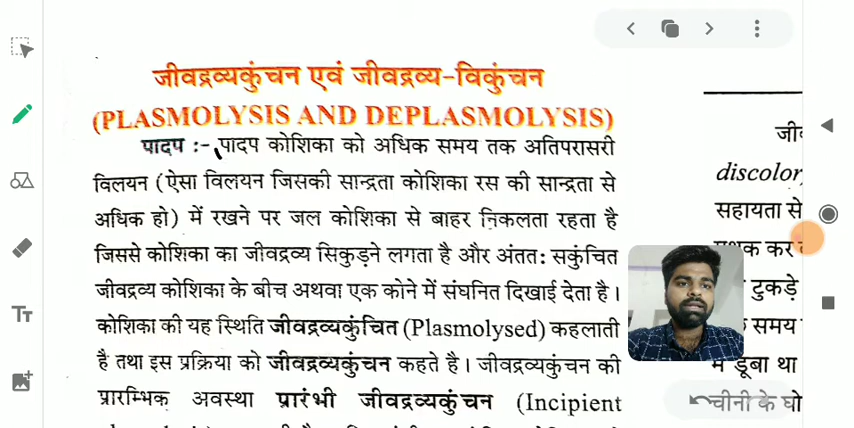 जीवद्रव्यकुंचन एवं जीवद्रव्य-विकुंचन
(PLASMOLYSIS AND DEPLASMOLYSIS)
पादप :- पादप कोशिका को अधिक समय तक अतिपरासरी
विलयन (ऐसा विलयन जिसकी सान्द्रता कोशिका रस की सान्द्रता से
अधिक हो) में रखने पर जल कोशिका से बाहर निकलता रहता है
जिससे कोशिका का जीवद्रव्य सिकुड़ने लगता है और अंतत: सकुंचित
जीवद्रव्य कोशिका के बीच अथवा एक कोने में संघनित दिखाई देता है।
कोशिका की यह स्थिति जीवद्रव्यकुंचित (Plasmolysed) कहलाती
है तथा इस प्रक्रिया को जीवद्रव्यकुंचन कहते है। जीवद्रव्यकुंचन की
प्रारम्भिक अवस्था प्रारंभी जीवद्रव्यकुंचन (Incipient
discolor,
सहायता से
कर
टुकड़े
समय
में डूबा था
चीनी के घो
Tт